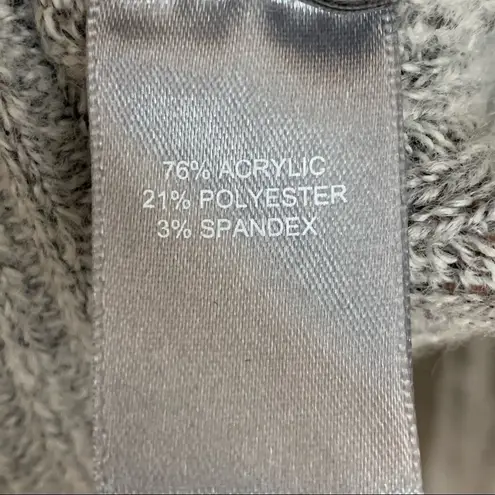 76% ACRYLIC
21% POLYESTER
3% SPANDEX